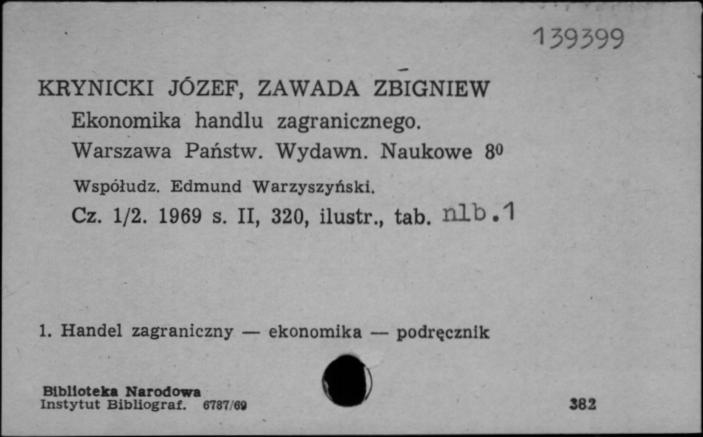 139399
KRYNICKI JÓZEF, ZAWADA ZBIGNIEW
Ekonomika handlu zagranicznego.
Warszawa Państw. Wydawn. Naukowe 8⁰
Współudz. Edmund Warzyszyński.
Cz. 1/2. 1969 s. II, 320, ilustr., tab. nlb.1
1. Handel zagraniczny — ekonomika — podręcznik
Biblioteka Narodowa
Instytut Bibliograf. 6787/69
382